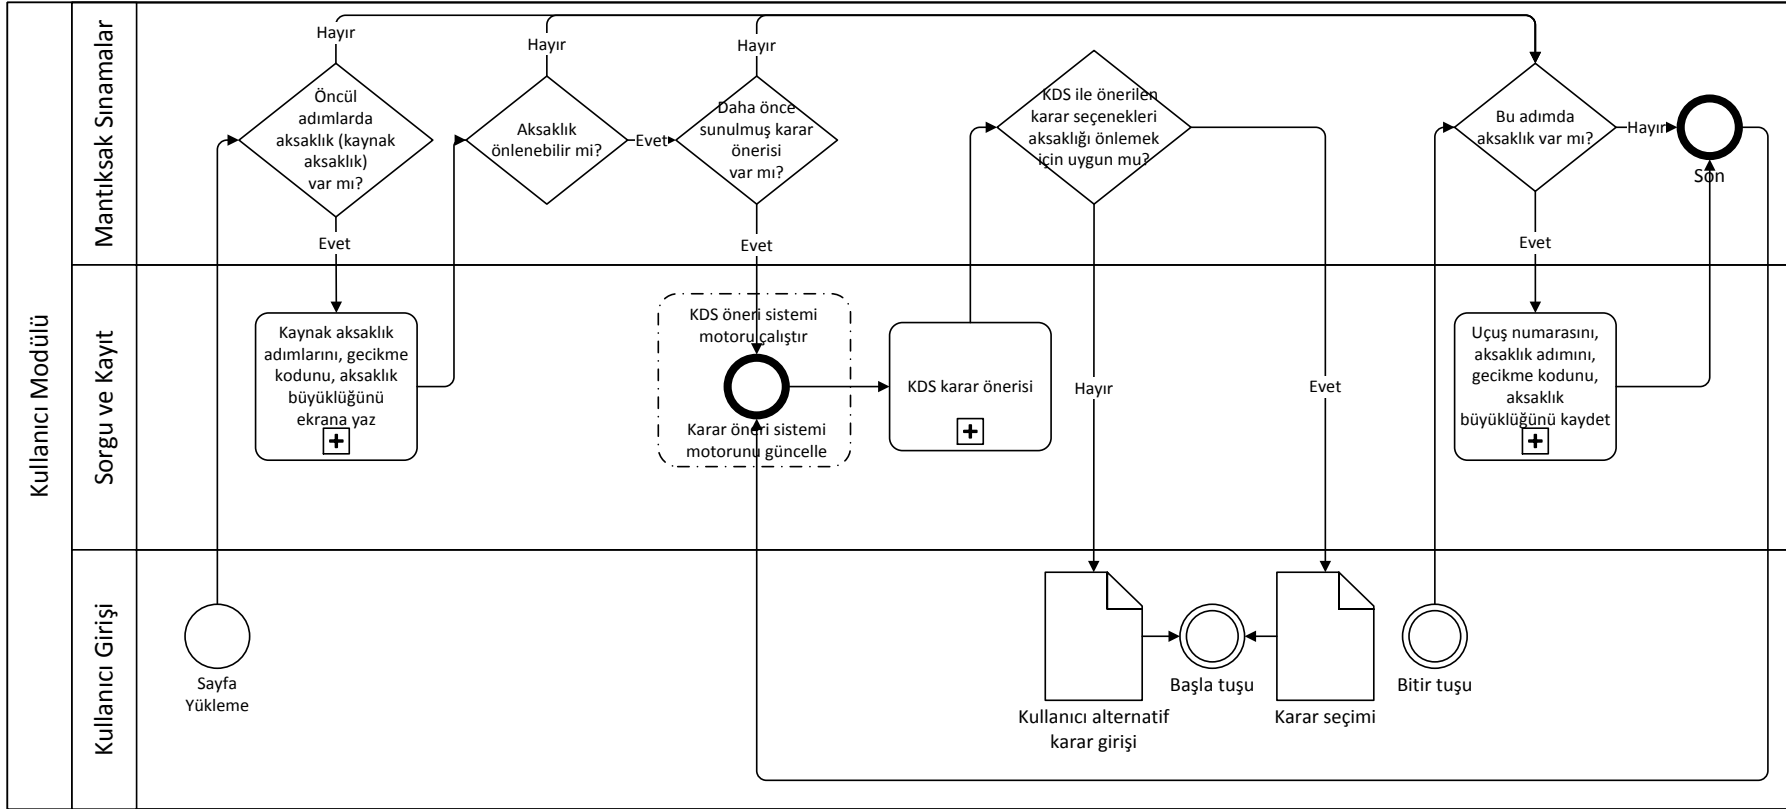 Kullanıcı Modülü
Mantıksak Sınamalar
Hayır
Hayır
Hayır
Öncül
adımlarda
aksaklık (kaynak
aksaklık)
var mı?
Aksaklık
önlenebilir mi?
Evet
Daha önce
sunulmuş karar
önerisi
var mı?
KDS ile önerilen
karar seçenekleri
aksaklığı önlemek
için uygun mu?
Bu adımda
aksaklık var mı?
Hayır
Son
Evet
Evet
Evet
Sorgu ve Kayıt
Kaynak aksaklık
adımlarını, gecikme
kodunu, aksaklık
büyüklüğünü
ekrana yaz
KDS öneri sistemi
motoru çalıştır
Karar öneri sistemi
motorunu güncelle
KDS karar önerisi
Hayır
Evet
Uçuş numarasını,
aksaklık adımını,
gecikme kodunu,
aksaklık
büyüklüğünü kaydet
Kullanıcı Girişi
Sayfa
Yükleme
Kullanıcı alternatif
karar girişi
Başla tuşu
Karar seçimi
Bitir tuşu